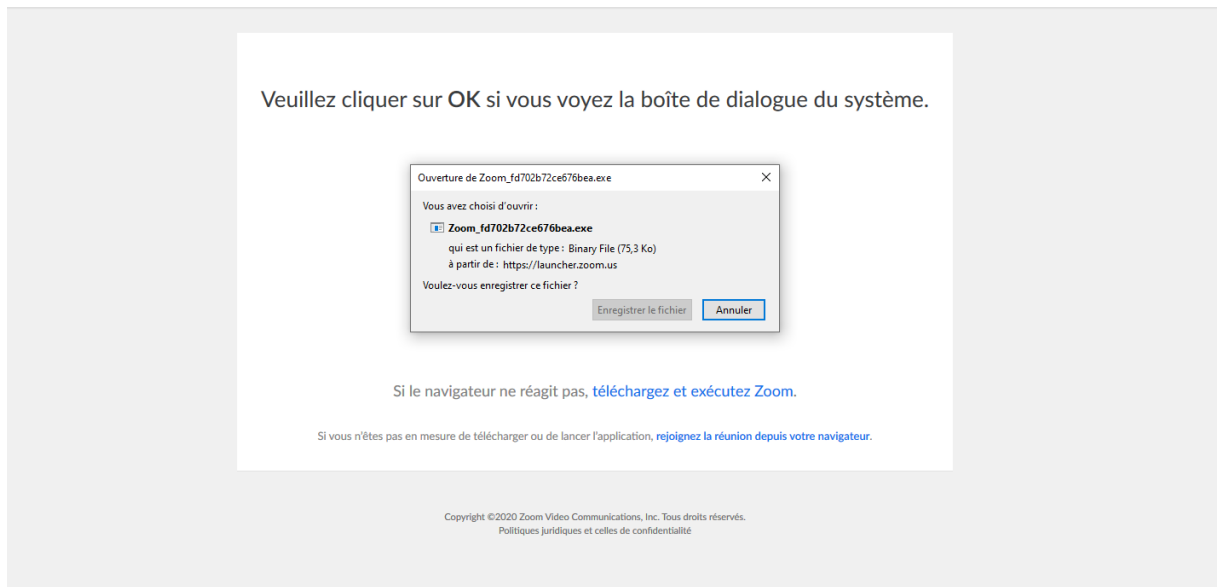 Veuillez cliquer sur OK si vous voyez la boîte de dialogue du système.
Ouverture de Zoom_fd702b72ce676bea.exe
Vous avez choisi d'ouvrir :
Zoom_fd702b72ce676bea.exe
qui est un fichier de type : Binary File (75,3 Ko)
à partir de : https://launcher.zoom.us
Voulez-vous enregistrer ce fichier ?
Enregistrer le fichier Annuler
Si le navigateur ne réagit pas, téléchargez et exécutez Zoom.
Si vous n'êtes pas en mesure de télécharger ou de lancer l'application, rejoignez la réunion depuis votre navigateur.
Copyright ©2020 Zoom Video Communications, Inc. Tous droits réservés.
Politiques juridiques et celles de confidentialité